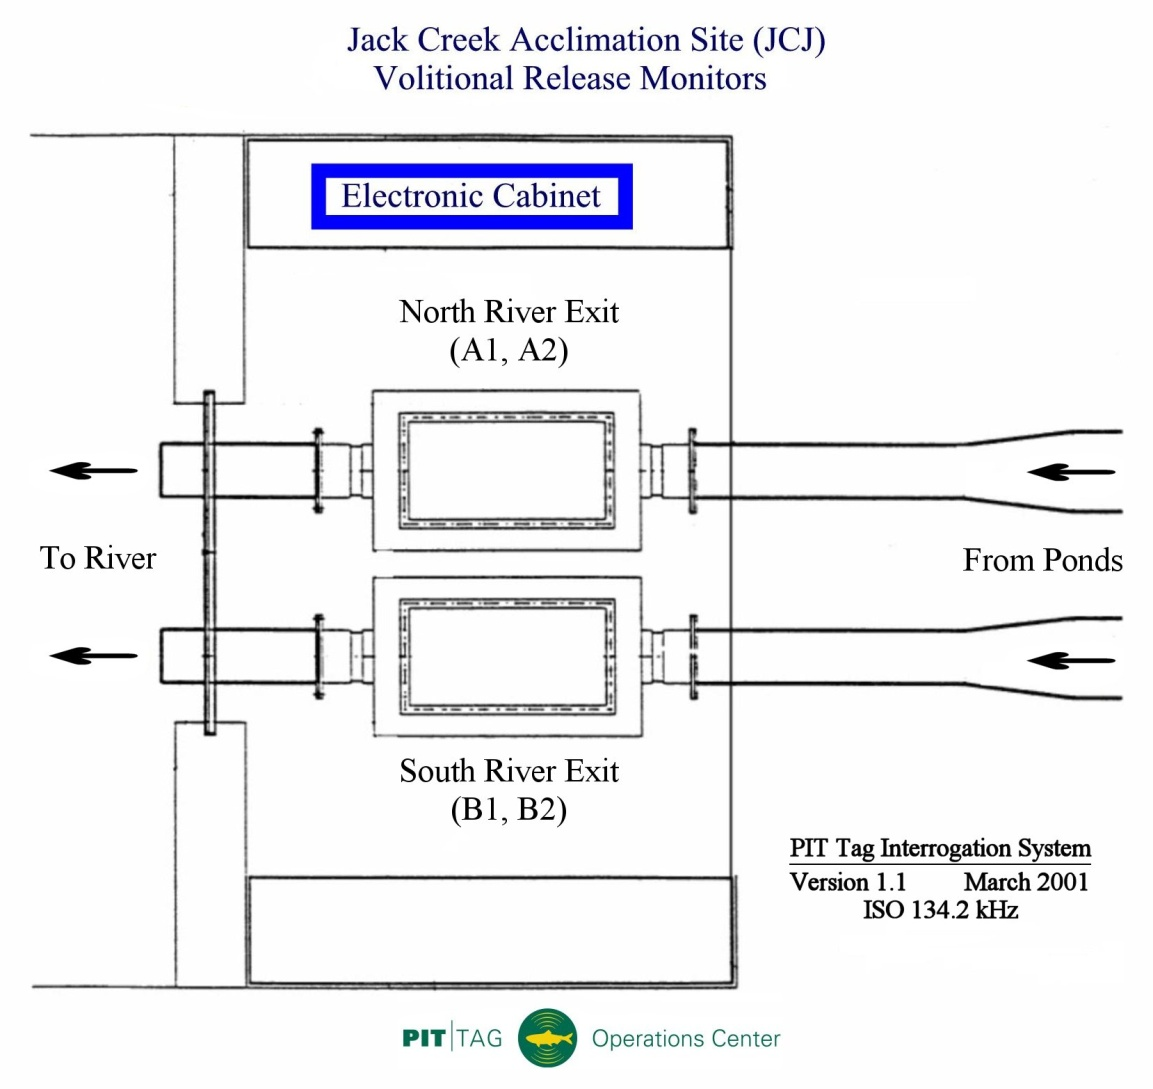 Jack Creek Acclimation Site (JCJ)
Volitional Release Monitors
Electronic Cabinet
North River Exit
(A1, A2)
To River
From Ponds
South River Exit
(B1, B2)
PIT Tag Interrogation System
Version 1.1 March 2001
ISO 134.2 kHz
PIT TAG Operations Center